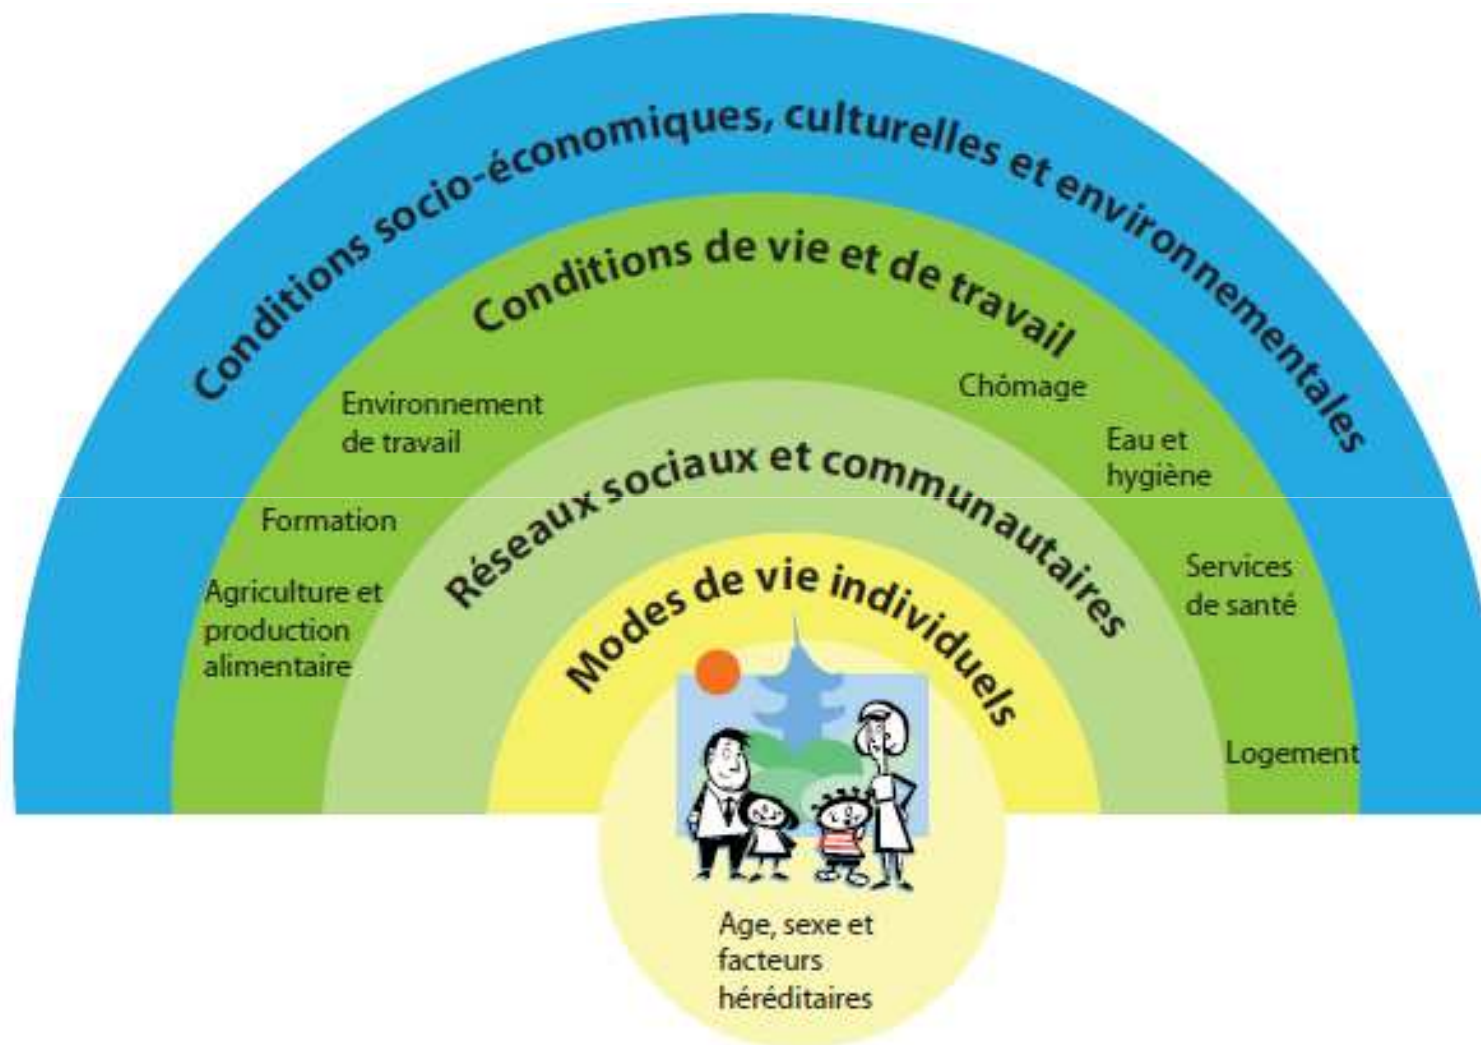 Conditions socio-économiques, culturelles et environnementales
Conditions de vie et de travail
Environnement
de travail
Formation
Agriculture et
production
alimentaire
Chômage
Eau et
hygiène
Services
de santé
Logement
Réseaux sociaux et communautaires
Modes de vie individuels
Age, sexe et
facteurs
héréditaires